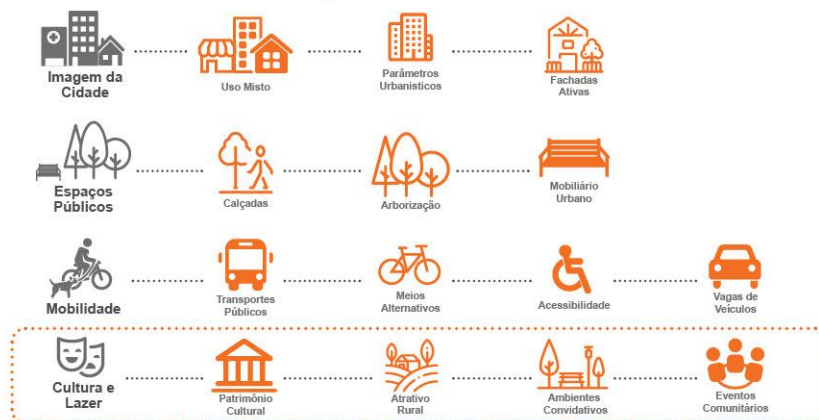 Imagem da
Cidade
Uso Misto
Parâmetros
Urbanísticos
Fachadas
Ativas
Espaços
Públicos
Calçadas
Arborização
Mobiliário
Urbano
Mobilidade
Transportes
Públicos
Meios
Alternativos
Acessibilidade
Vagas de
Veículos
Cultura e
Lazer
Patrimônio
Cultural
Atrativo
Rural
Ambientes
Convidativos
Eventos
Comunitários